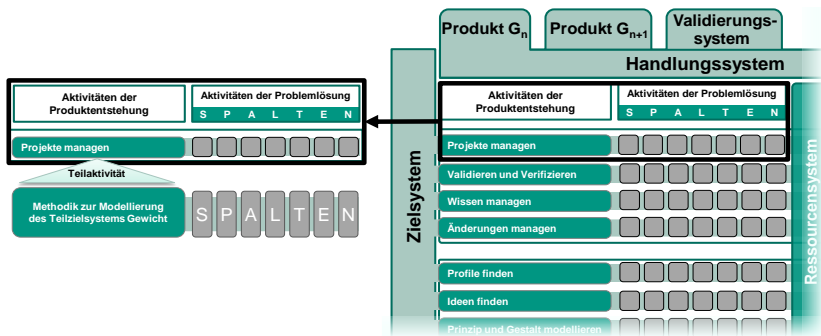 Aktivitäten der
Produktentstehung
Aktivitäten der Problemlösung
S P A L T E N
Projekte managen
Teilaktivität
Methodik zur Modellierung
des Teilzielsystems Gewicht
S P A L T E N
Produkt Gn
Produkt Gn+1
Validierungs-
system
Handlungssystem
Zielsystem
Aktivitäten der
Produktentstehung
Aktivitäten der Problemlösung
S P A L T E N
Projekte managen
Validieren und Verifizieren
Wissen managen
Änderungen managen
Profile finden
Ideen finden
Prinzip und Gestalt modellieren
Ressourcensystem